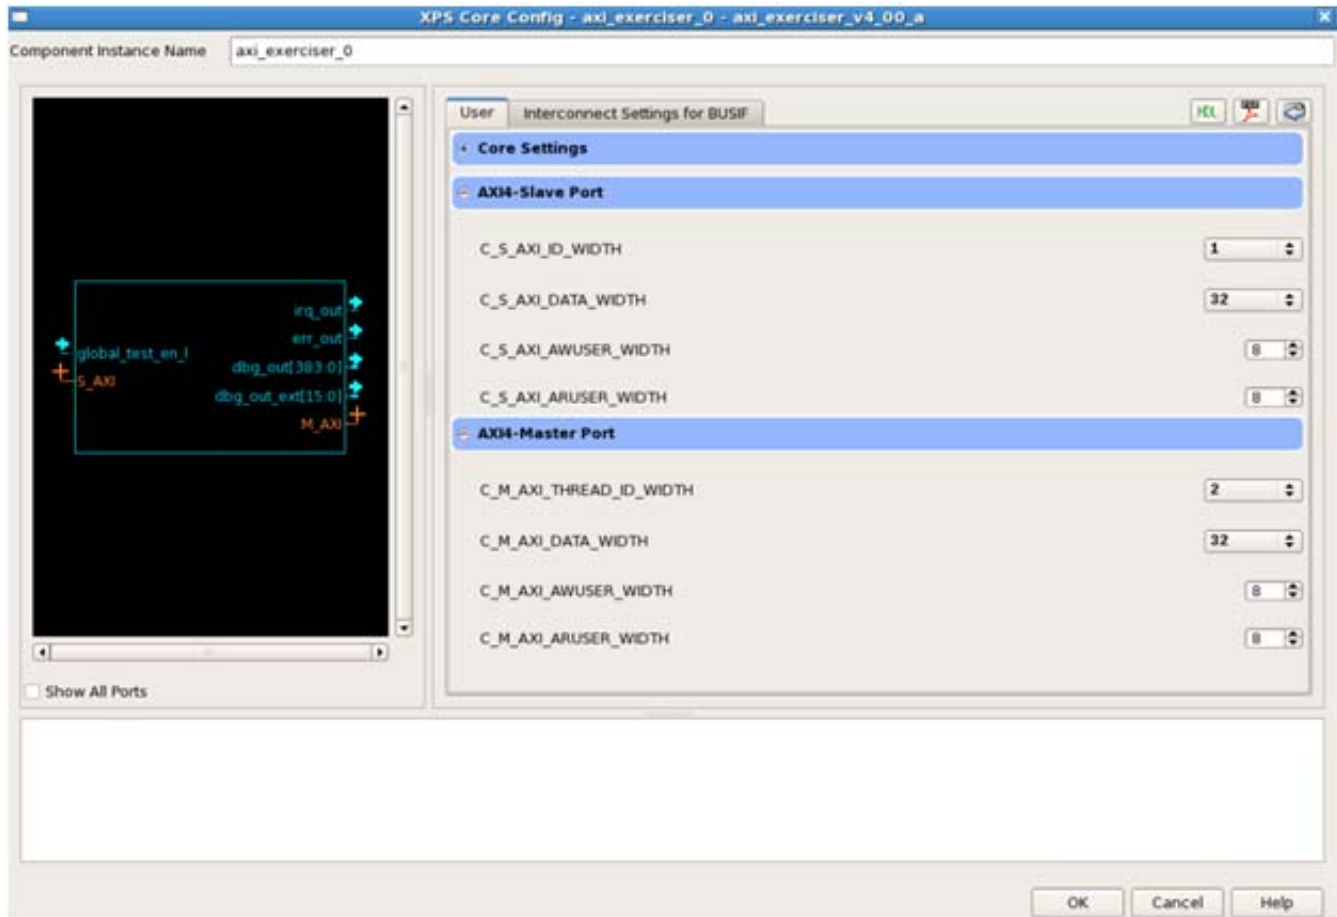 XPS Core Config - axi_exerciser_0 - axi_exerciser_v4_00_a
Component Instance Name axi_exerciser_0
User Interconnect Settings for BUSIF
HDL
Core Settings
AXI4-Slave Port
C_S_AXI_ID_WIDTH 1
C_S_AXI_DATA_WIDTH 32
C_S_AXI_AWUSER_WIDTH 8
C_S_AXI_ARUSER_WIDTH 8
AXI4-Master Port
C_M_AXI_THREAD_ID_WIDTH 2
C_M_AXI_DATA_WIDTH 32
C_M_AXI_AWUSER_WIDTH 8
C_M_AXI_ARUSER_WIDTH 8
irq_out
err_out
global_test_en_l
dbg_out[383:0]
S_AXI
dbg_out_ext[15:0]
M_AXI
Show All Ports
OK Cancel Help